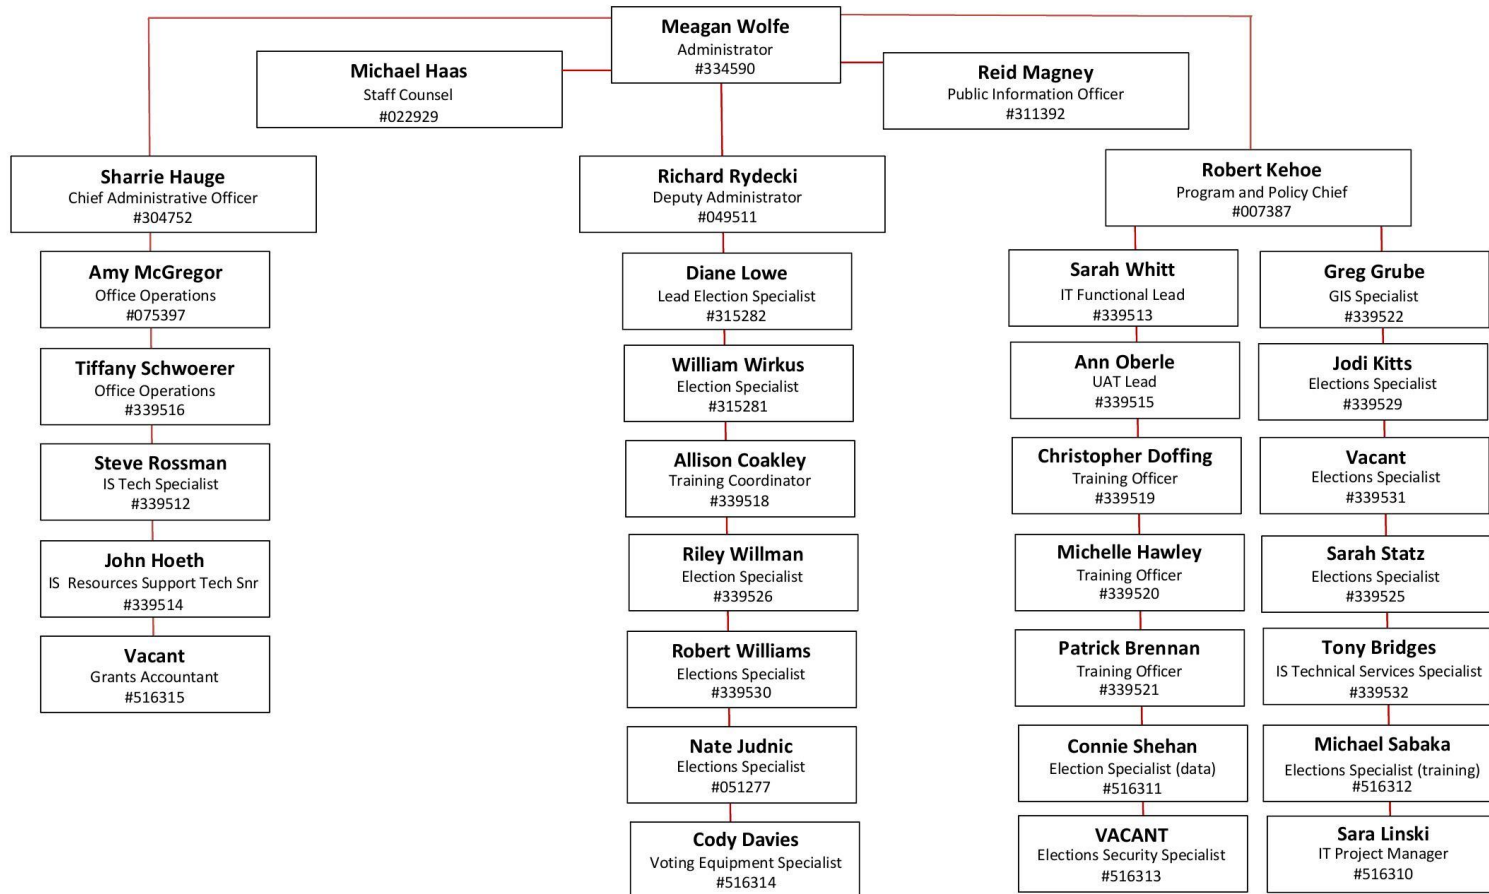 Meagan Wolfe
Administrator
#334590
Michael Haas
Staff Counsel
#022929
Reid Magney
Public Information Officer
#311392
Sharrie Hauge
Chief Administrative Officer
#304752
Amy McGregor
Office Operations
#075397
Tiffany Schwoerer
Office Operations
#339516
Steve Rossman
IS Tech Specialist
#339512
John Hoeth
IS  Resources Support Tech Snr
#339514
Vacant
Grants Accountant
#516315
Richard Rydecki
Deputy Administrator
#049511
Diane Lowe
Lead Election Specialist
#315282
William Wirkus
Election Specialist
#315281
Allison Coakley
Training Coordinator
#339518
Riley Willman
Election Specialist
#339526
Robert Williams
Elections Specialist
#339530
Nate Judnic
Elections Specialist
#051277
Cody Davies
Voting Equipment Specialist
#516314
Robert Kehoe
Program and Policy Chief
#007387
Sarah Whitt
IT Functional Lead
#339513
Ann Oberle
UAT Lead
#339515
Christopher Doffing
Training Officer
#339519
Michelle Hawley
Training Officer
#339520
Patrick Brennan
Training Officer
#339521
Connie Shehan
Election Specialist (data)
#516311
VACANT
Elections Security Specialist
#516313
Greg Grube
GIS Specialist
#339522
Jodi Kitts
Elections Specialist
#339529
Vacant
Elections Specialist
#339531
Sarah Statz
Elections Specialist
#339525
Tony Bridges
IS Technical Services Specialist
#339532
Michael Sabaka
Elections Specialist (training)
#516312
Sara Linski
IT Project Manager
#516310